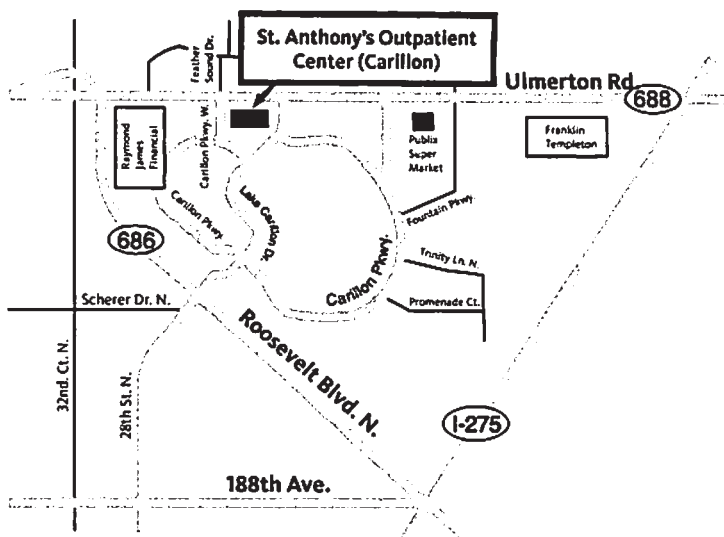 St. Anthony's Outpatient
Center (Carillon)
Feather
Sound Dr.
Ulmerton Rd.
688
Raymond
James
Financial
Carillon Pkwy. W.
Publix
Super
Market
Franklin
Templeton
Carillon Pkwy.
Lake Carillon Dr.
Fountain Pkwy.
686
Trinity Ln. N.
Carillon Pkwy.
Promenade Ct.
Scherer Dr. N.
Roosevelt Blvd. N.
32nd. Ct. N.
28th St. N.
I-275
188th Ave.